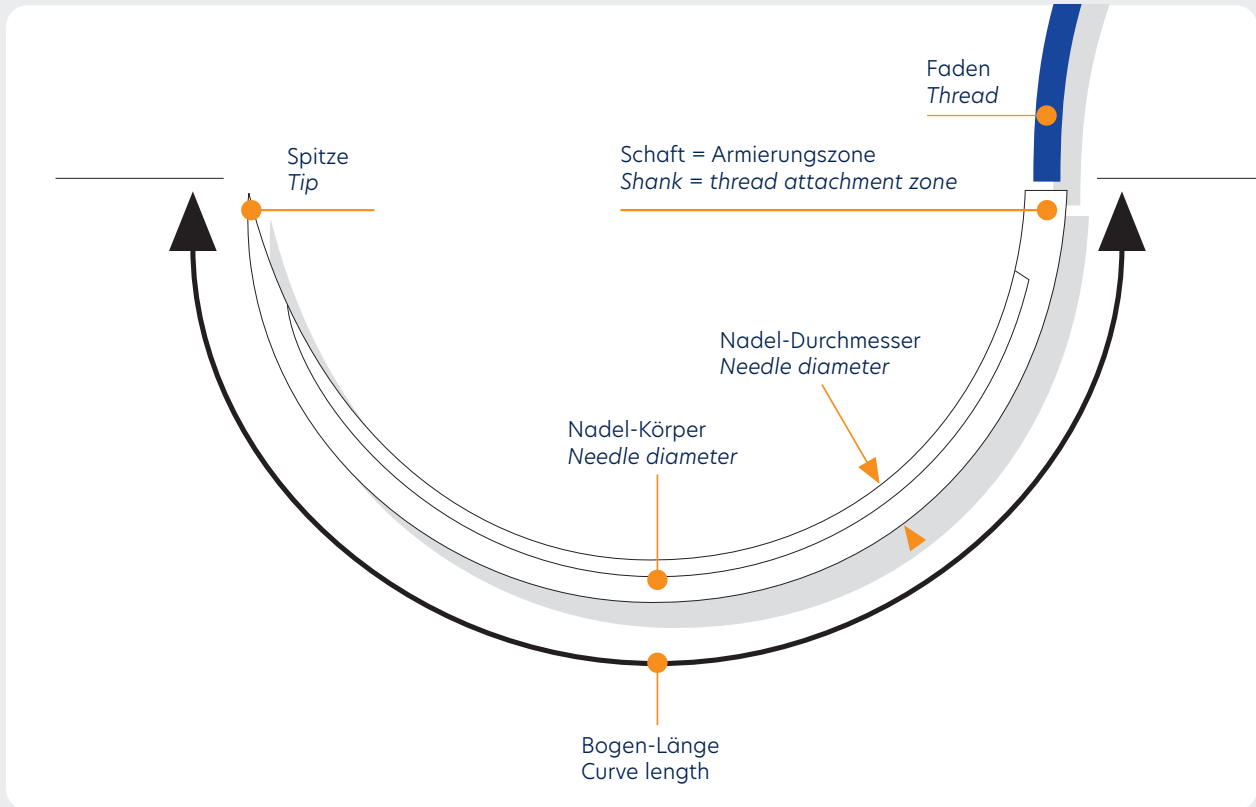 Faden
Thread
Spitze
Tip
Schaft = Armierungszone
Shank = thread attachment zone
Nadel-Durchmesser
Needle diameter
Nadel-Körper
Needle diameter
Bogen-Länge
Curve length